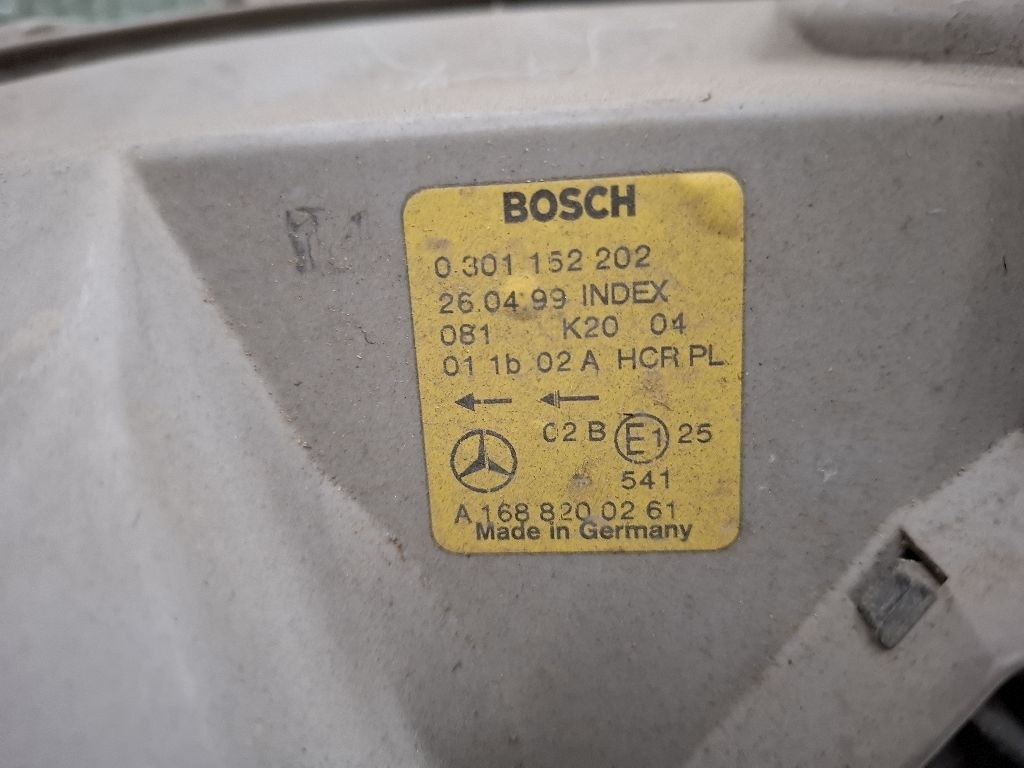 BOSCH
0 301 152 202
26.04.99 INDEX
081 K20 04
01 1b 02 A HCR PL
02 B E1 25
541
A 168 820 02 61
Made in Germany